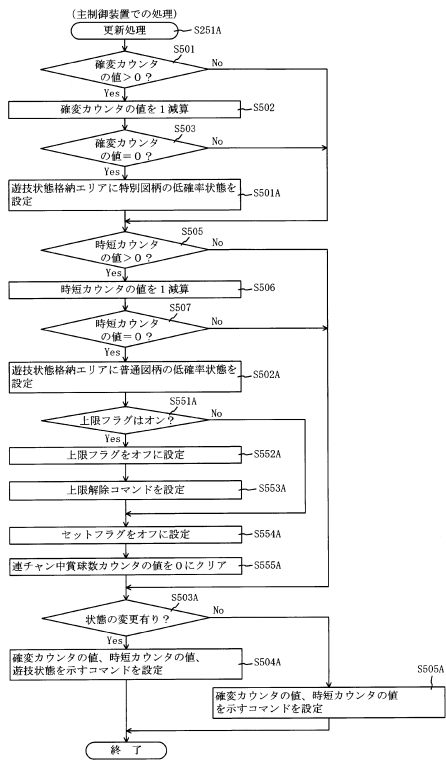 (主制御装置での処理)
更新処理
S251A
S501
確変カウンタ
の値>0?
No
Yes
確変カウンタの値を1減算
S502
S503
確変カウンタ
の値=0?
No
Yes
遊技状態格納エリアに特別図柄の低確率状態を
設定
S501A
S505
時短カウンタ
の値>0?
No
Yes
時短カウンタの値を1減算
S506
S507
時短カウンタ
の値=0?
No
Yes
遊技状態格納エリアに普通図柄の低確率状態を
設定
S502A
S551A
上限フラグはオン?
No
Yes
上限フラグをオフに設定
S552A
上限解除コマンドを設定
S553A
セットフラグをオフに設定
S554A
連チャン中賞球数カウンタの値を0にクリア
S555A
S503A
状態の変更有り?
No
Yes
確変カウンタの値、時短カウンタの値、
遊技状態を示すコマンドを設定
S504A
S505A
確変カウンタの値、時短カウンタの値
を示すコマンドを設定
終 了